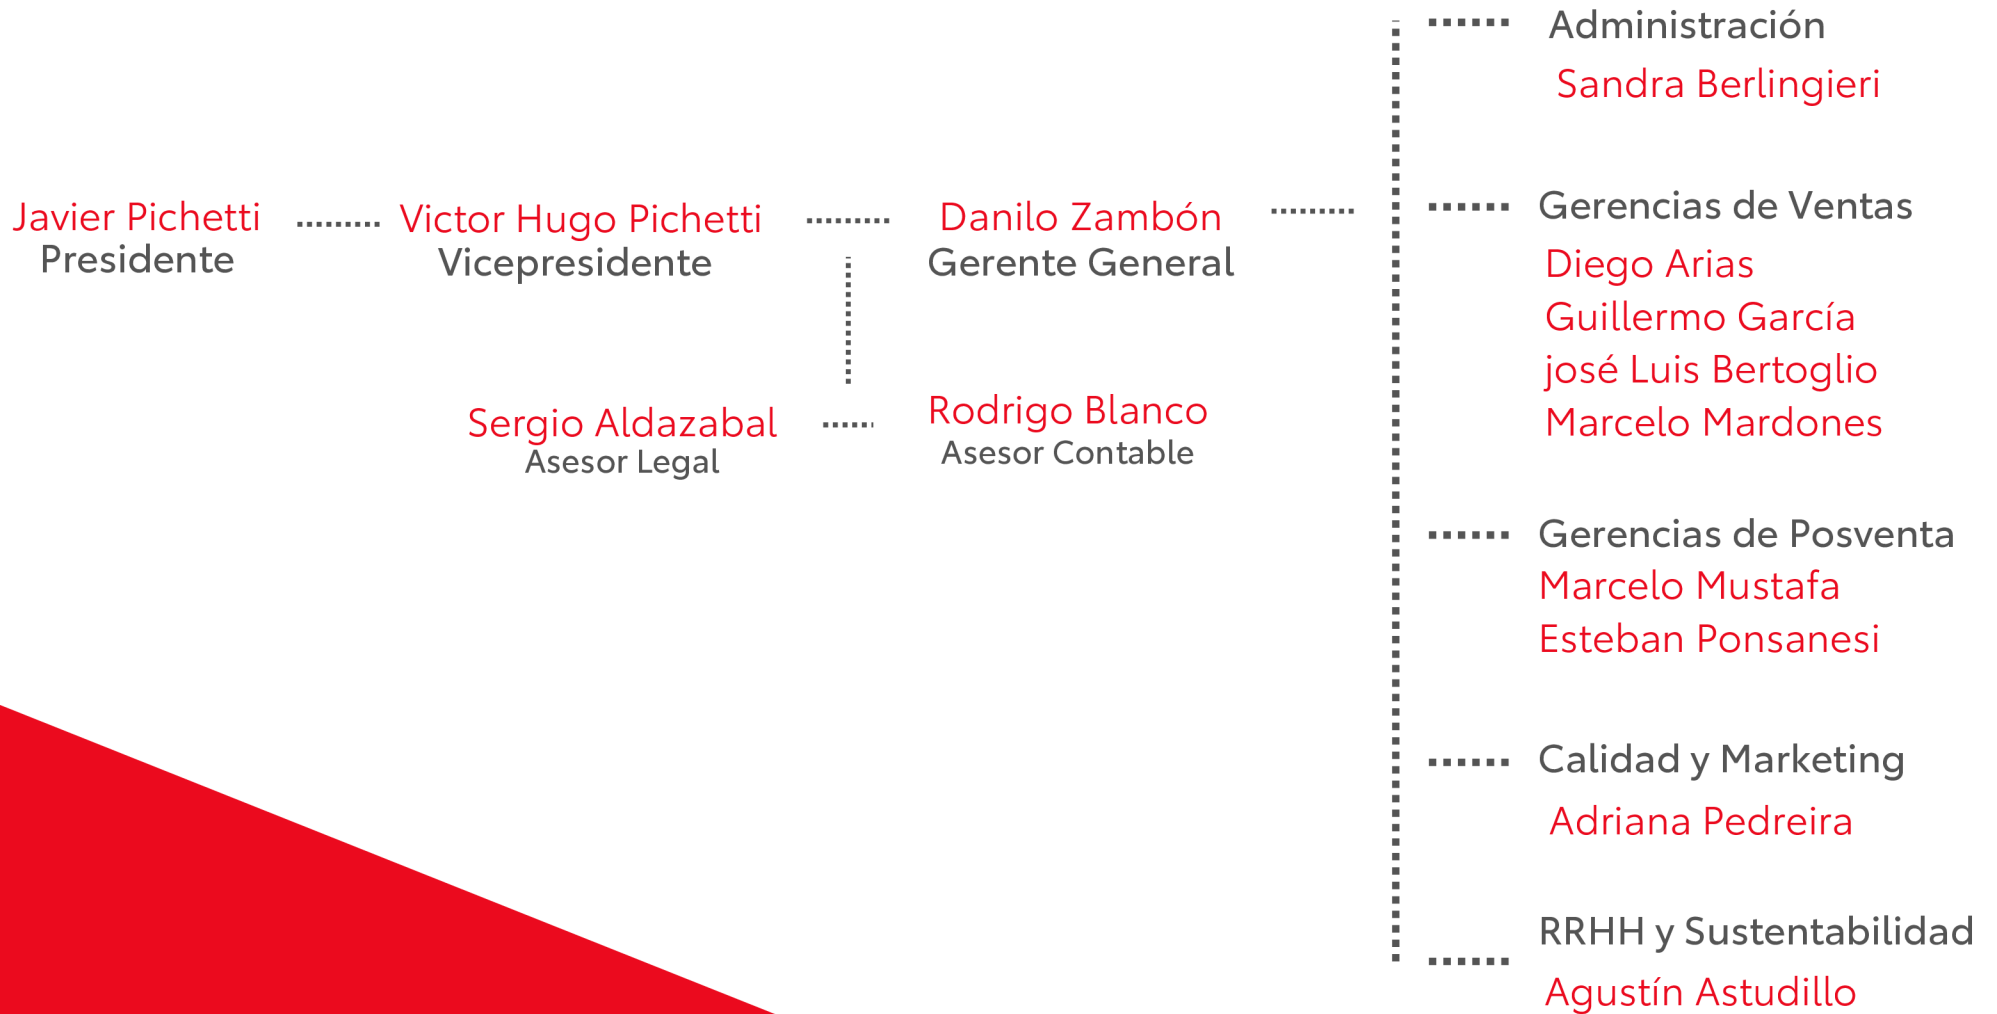 Javier Pichetti
Presidente
Victor Hugo Pichetti
Vicepresidente
Danilo Zambón
Gerente General
Sergio Aldazabal
Asesor Legal
Rodrigo Blanco
Asesor Contable
Administración
Sandra Berlingieri
Gerencias de Ventas
Diego Arias
Guillermo García
josé Luis Bertoglio
Marcelo Mardones
Gerencias de Posventa
Marcelo Mustafa
Esteban Ponsanesi
Calidad y Marketing
Adriana Pedreira
RRHH y Sustentabilidad
Agustín Astudillo